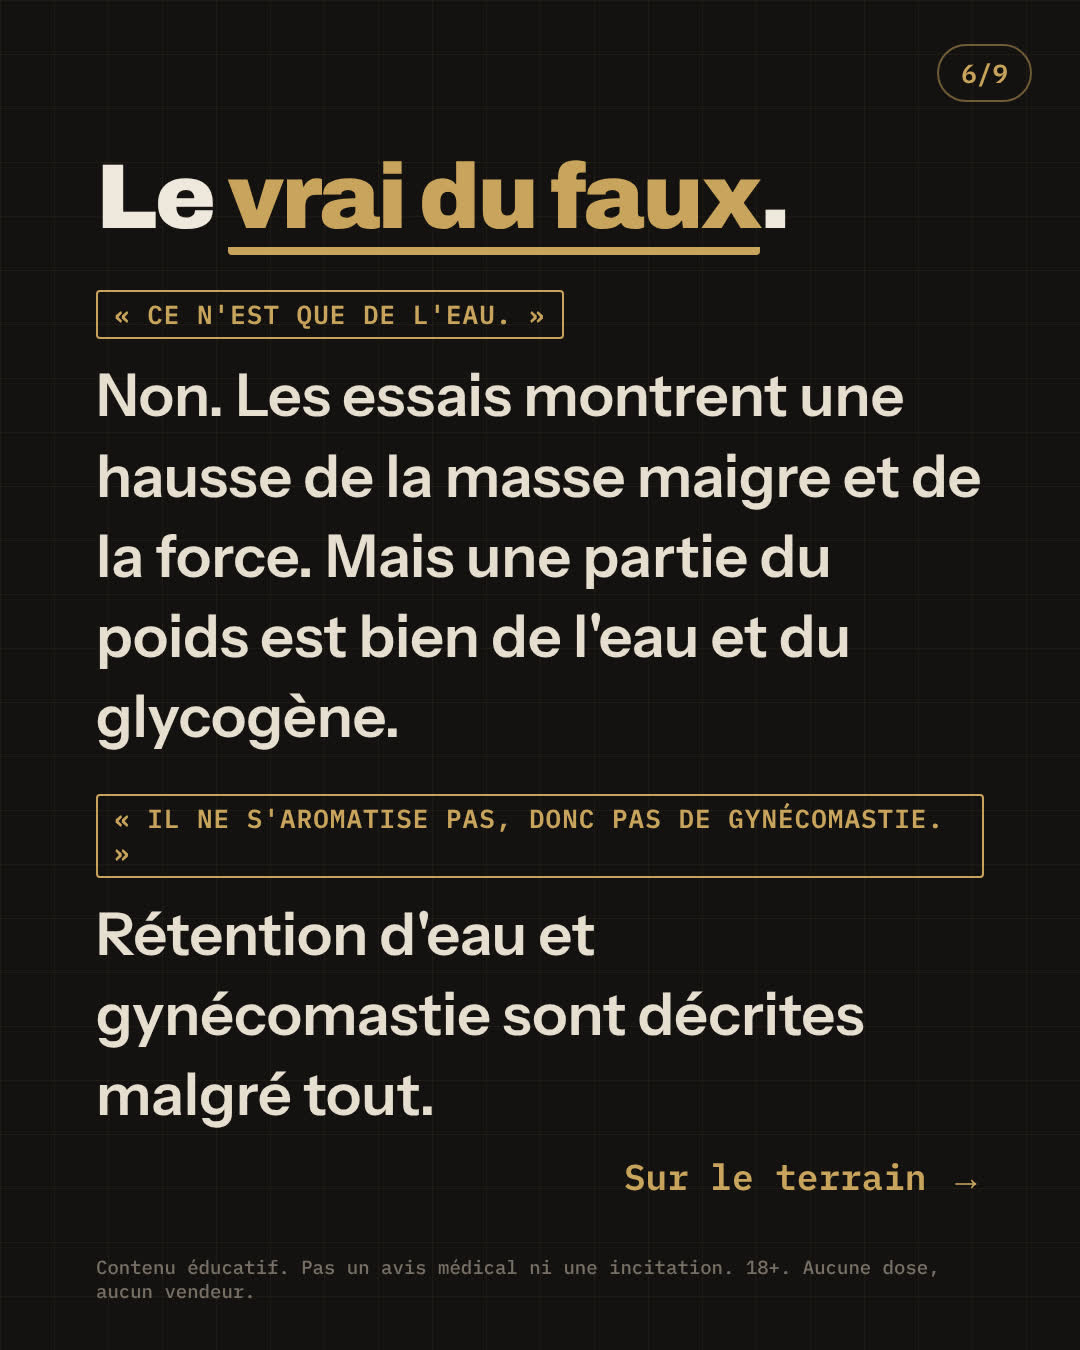 6/9
Le vrai du faux.
« CE N'EST QUE DE L'EAU. »
Non. Les essais montrent une
hausse de la masse maigre et de
la force. Mais une partie du
poids est bien de l'eau et du
glycogène.
« IL NE S'AROMATISE PAS, DONC PAS DE GYNÉCOMASTIE.
»
Rétention d'eau et
gynécomastie sont décrites
malgré tout.
Sur le terrain →
Contenu éducatif. Pas un avis médical ni une incitation. 18+. Aucune dose,
aucun vendeur.